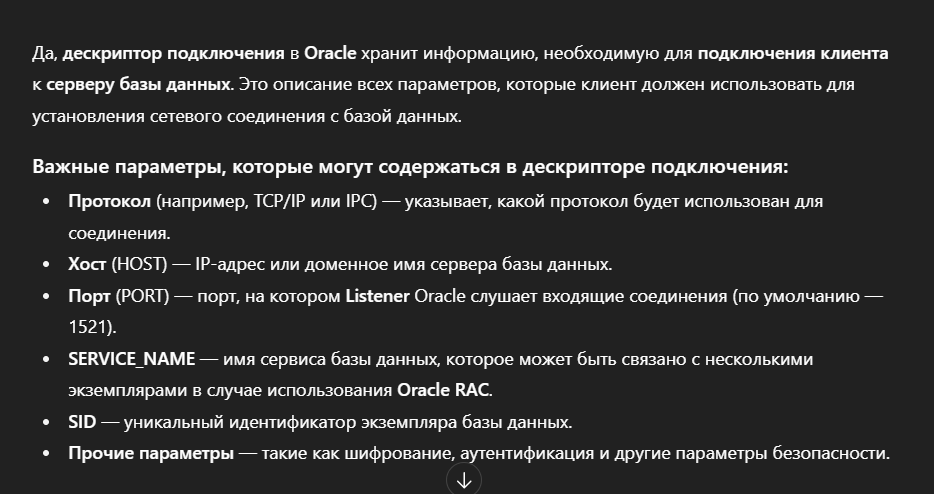 Да, дескриптор подключения в Oracle хранит информацию, необходимую для подключения клиента
к серверу базы данных. Это описание всех параметров, которые клиент должен использовать для
установления сетевого соединения с базой данных.
Важные параметры, которые могут содержаться в дескрипторе подключения:
• Протокол (например, TCP/IP или IPC) — указывает, какой протокол будет использован для
соединения.
• Хост (HOST) — IP-адрес или доменное имя сервера базы данных.
• Порт (PORT) — порт, на котором Listener Oracle слушает входящие соединения (по умолчанию —
1521).
• SERVICE_NAME — имя сервиса базы данных, которое может быть связано с несколькими
экземплярами в случае использования Oracle RAC.
• SID — уникальный идентификатор экземпляра базы данных.
• Прочие параметры — такие как шифрование, аутентификация и другие параметры безопасности.